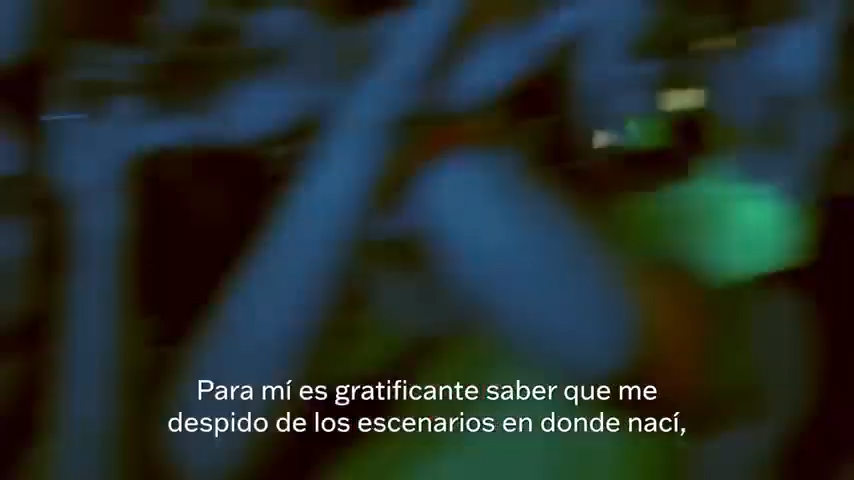 Para mí es gratificante saber que me
despido de los escenarios en donde nací,